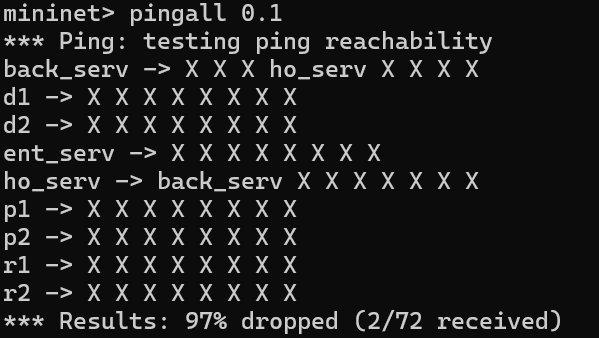 mininet> pingall 0.1
*** Ping: testing ping reachability
back_serv -> X X X ho_serv X X X X
d1 -> X X X X X X X X
d2 -> X X X X X X X X
ent_serv -> X X X X X X X X
ho_serv -> back_serv X X X X X X X
p1 -> X X X X X X X X
p2 -> X X X X X X X X
r1 -> X X X X X X X X
r2 -> X X X X X X X X
*** Results: 97% dropped (2/72 received)